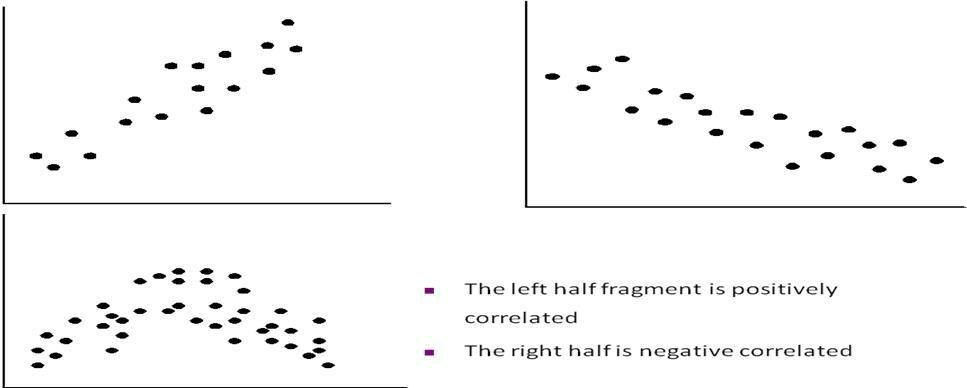 The left half fragment is positively
correlated
The right half is negative correlated